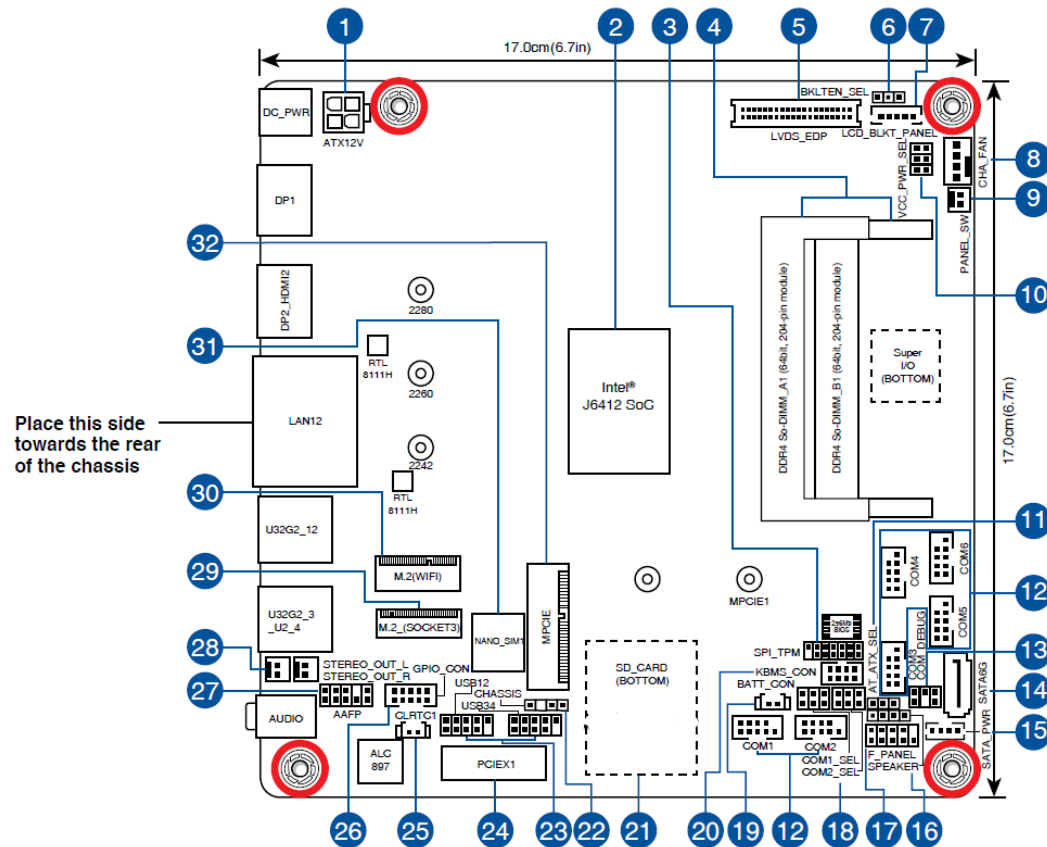 1
2
3
4
5
6
7
17.0cm(6.7in)
DC_PWR
ATX12V
BKLTEN_SEL
LVDS_EDP
LCD_BLKT_PANEL
VCC_PWR_SEL
CHA_FAN
8
9
PANEL_SW
10
DP1
32
DP2_HDMI2
2280
31
RTL
8111H
2260
Intel®
J6412 SoC
DDR4 So-DIMM_A1 (64bit, 204-pin module)
DDR4 So-DIMM_B1 (64bit, 204-pin module)
Super
I/O
(BOTTOM)
17.0cm(6.7in)
Place this side
towards the rear
of the chassis
LAN12
2242
RTL
8111H
30
U32G2_12
M.2(WIFI)
29
U32G2_3
_U2_4
M.2_(SOCKET3)
NANO_SIM1
MPCIE
MPCIE1
11
COM4
COM6
12
COM5
COM_DEBUG
COM3
AT_ATX_SEL
13
SATA6G
14
BIOS
SPI_TPM
KBMS_CON
BATT_CON
SD_CARD
(BOTTOM)
28
STEREO_OUT_L
STEREO_OUT_R
GPIO_CON
USB12
CHASSIS
USB34
27
AUDIO
AAFP
CLRTC1
ALC
897
PCIEX1
COM1
COM2
COM1_SEL
COM2_SEL
F_PANEL
SPEAKER
SATA_PWR
15
26
25
24
23
22
21
20
19
12
18
17
16